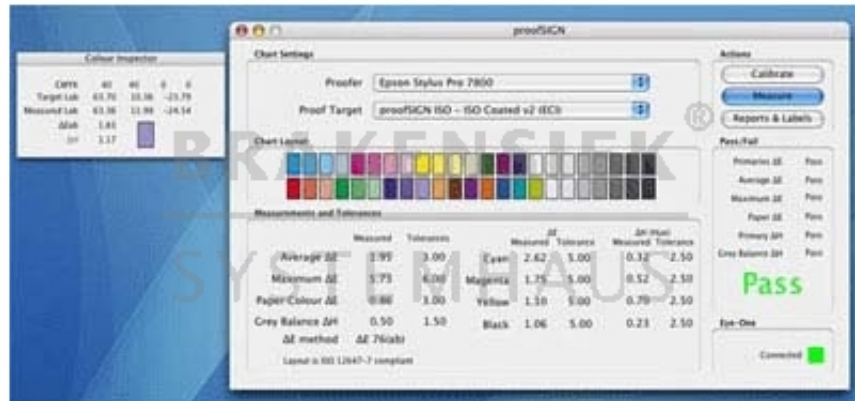 proofSIGN
Colour Inspector
CMYK 40 40 0 0
Target Lab 63.70 10.36 -23.79
Measured Lab 63.36 11.98 -24.54
ΔEab 1.83
ΔH 1.17
Chart Settings
Proofer Epson Stylus Pro 7800
Proof Target proofSIGN ISO - ISO Coated v2 (ECI)
Chart Layout
Measurements and Tolerances
Measured Tolerances
Average ΔE 1.95 3.00
Maximum ΔE 5.73 6.00
Paper Colour ΔE 0.86 3.00
Grey Balance ΔH 0.50 1.50
ΔE method ΔE 76(ab)
Layout is ISO 12647-7 compliant
ΔE ΔH (Hue)
Measured Tolerance Measured Tolerance
Cyan 2.62 5.00 0.32 2.50
Magenta 1.75 5.00 0.52 2.50
Yellow 1.10 5.00 0.70 2.50
Black 1.06 5.00 0.23 2.50
Actions
Calibrate
Measure
Reports & Labels
Pass/Fail
Primaries ΔE Pass
Average ΔE Pass
Maximum ΔE Pass
Paper ΔE Pass
Primary ΔH Pass
Grey Balance ΔH Pass
Pass
Eye-One
Connected
BRAKENSIEK®
SYSTEMHAUS